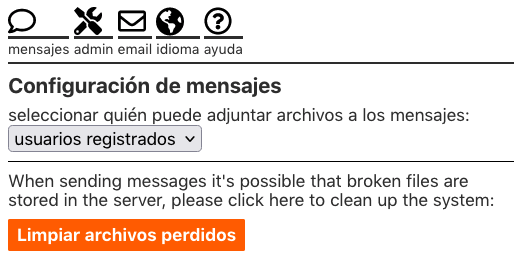 mensajes admin email idioma ayuda
Configuración de mensajes
seleccionar quién puede adjuntar archivos a los mensajes:
usuarios registrados
When sending messages it's possible that broken files are
stored in the server, please click here to clean up the system:
Limpiar archivos perdidos